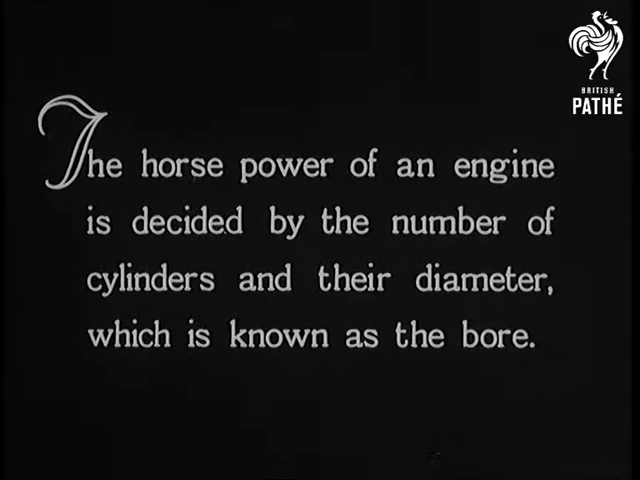 BRITISH
PATHÉ
The horse power of an engine
is decided by the number of
cylinders and their diameter,
which is known as the bore.